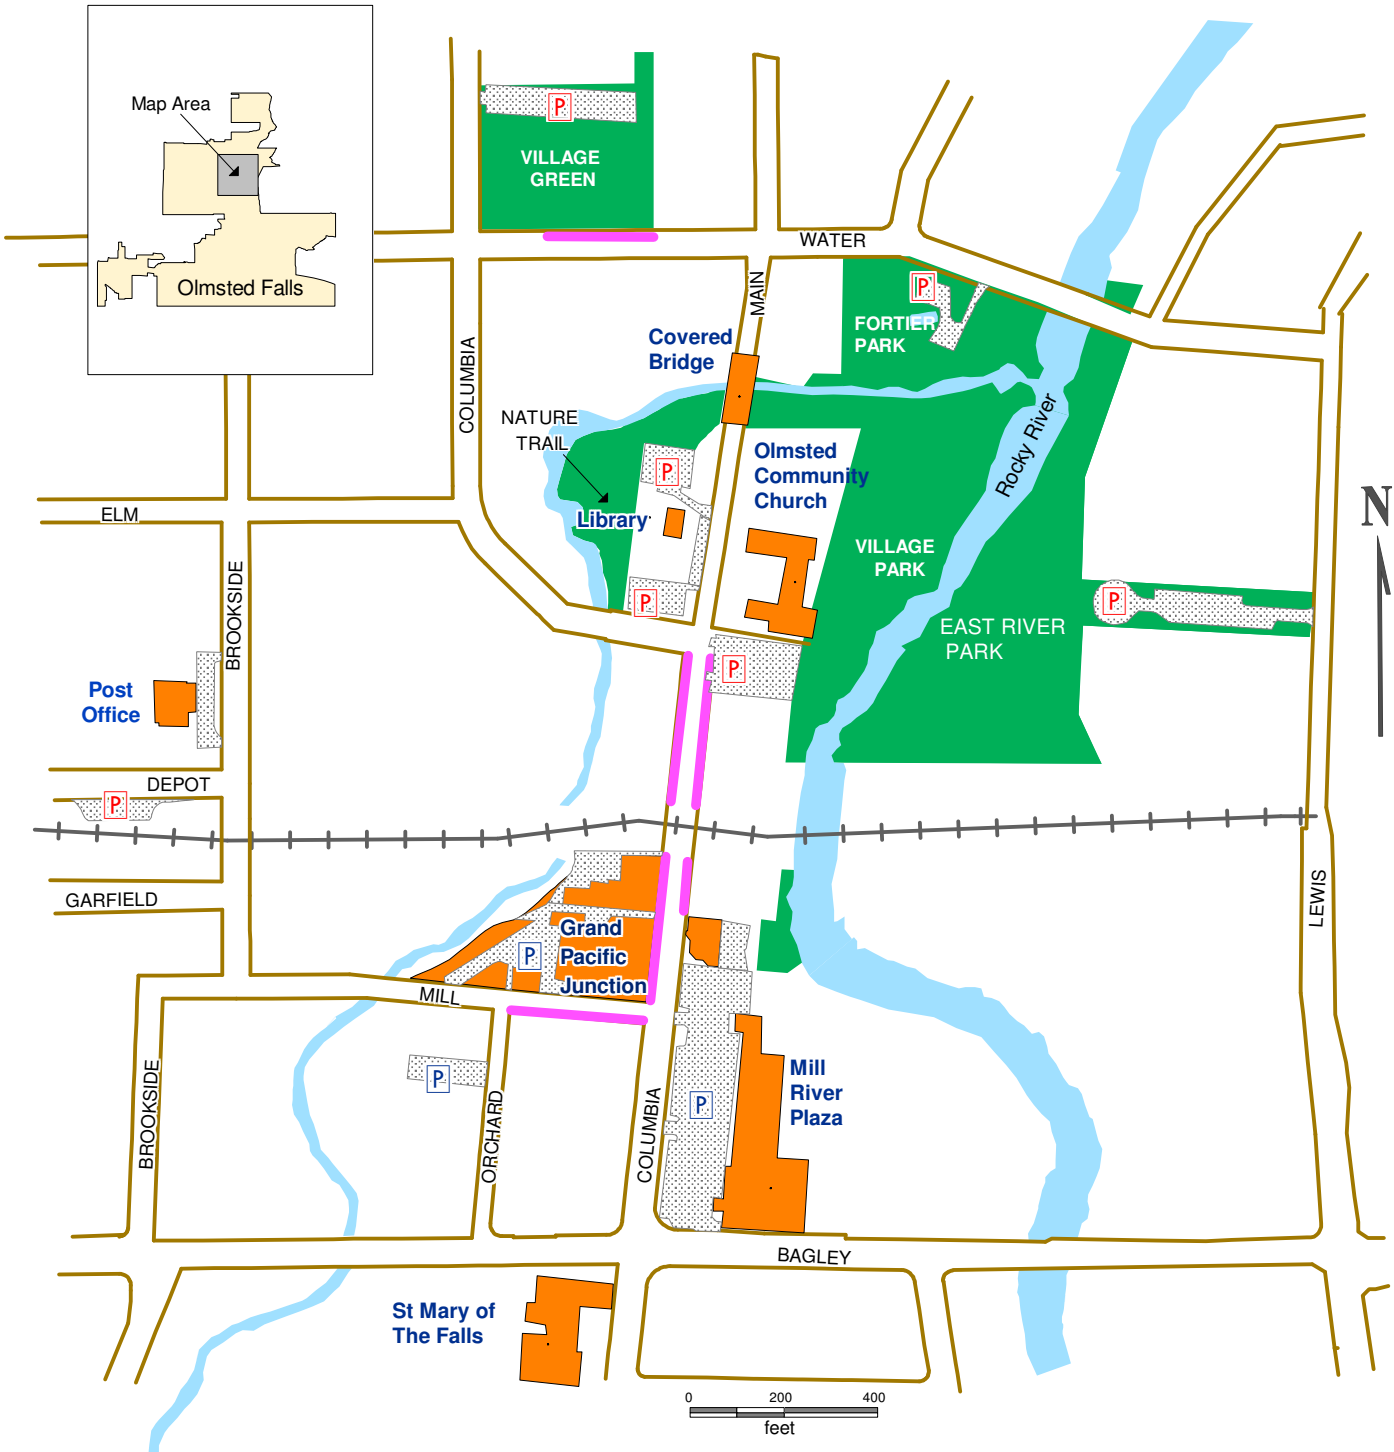 Map Area
Olmsted Falls
P
VILLAGE
GREEN
WATER
MAIN
P
FORTIER
PARK
Covered
Bridge
COLUMBIA
NATURE
TRAIL
Rocky River
P
Olmsted
Community
Church
Library
N
ELM
VILLAGE
PARK
BROOKSIDE
P
P
EAST RIVER
PARK
P
Post
Office
DEPOT
P
GARFIELD
LEWIS
Grand
Pacific
Junction
P
MILL
P
Mill
River
Plaza
P
BROOKSIDE
ORCHARD
COLUMBIA
BAGLEY
St Mary of
The Falls
0 200 400
feet